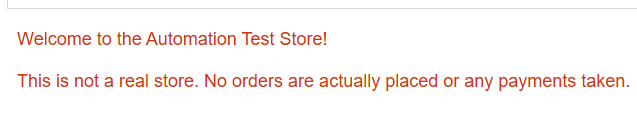 Welcome to the Automation Test Store!
This is not a real store. No orders are actually placed or any payments taken.